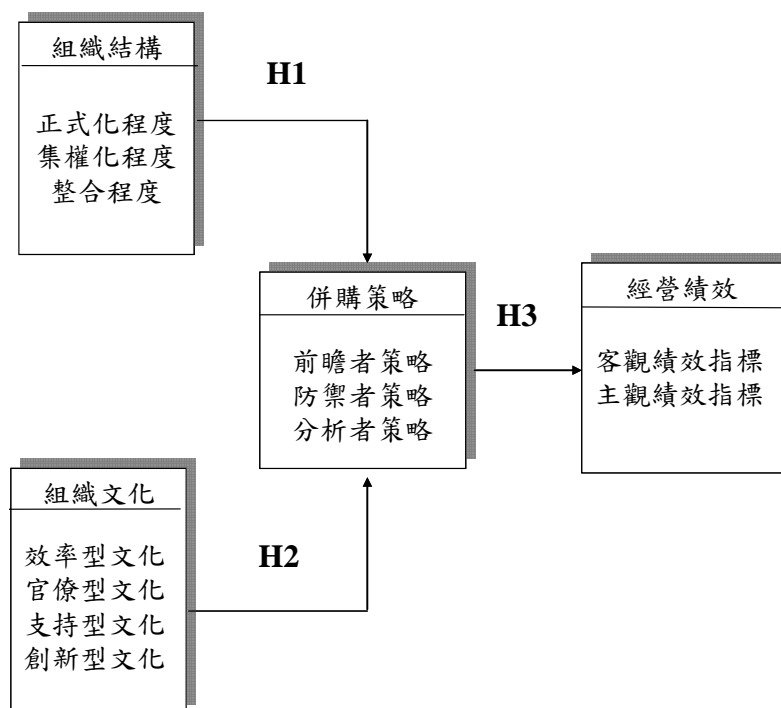 組織結構
正式化程度
集權化程度
整合程度
H1
併購策略
前瞻者策略
防禦者策略
分析者策略
H3
經營績效
客觀績效指標
主觀績效指標
組織文化
效率型文化
官僚型文化
支持型文化
創新型文化
H2